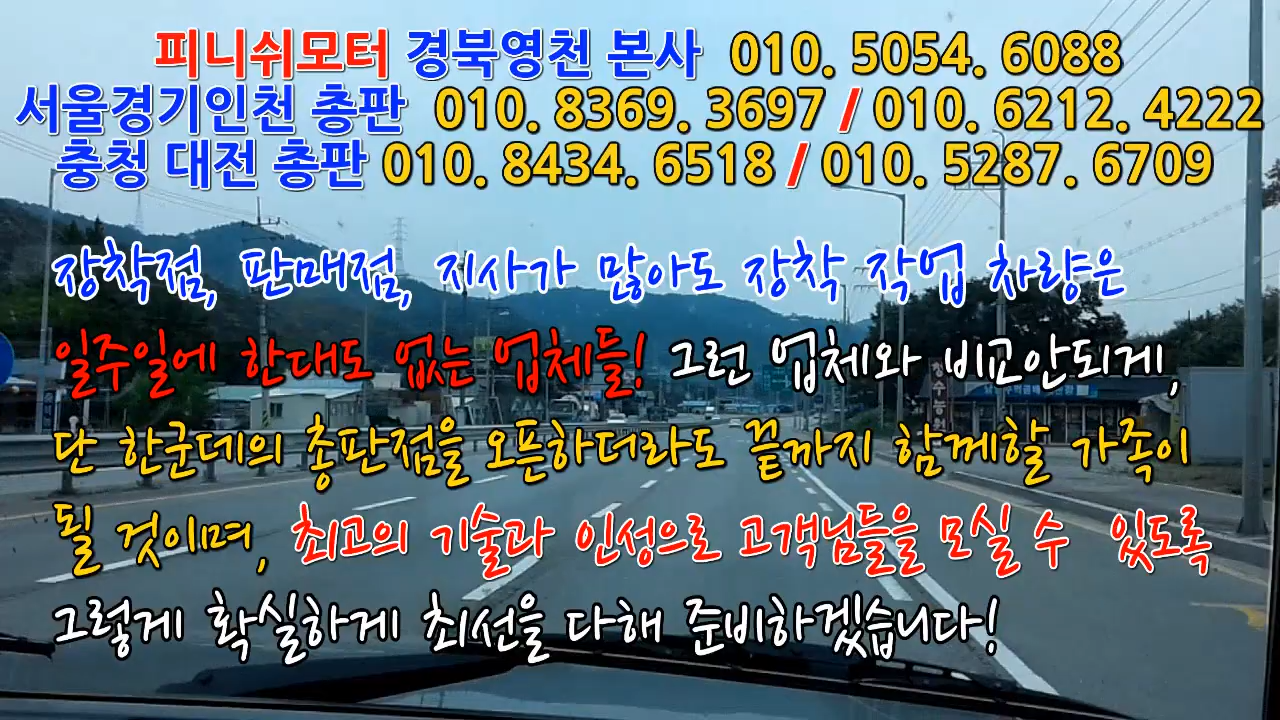 피니쉬모터 경북영천 본사 010. 5054. 6088
서울경기인천 총판 010. 8369. 3697 / 010. 6212. 4222
충청 대전 총판 010. 8434. 6518 / 010. 5287. 6709
장착점, 판매점, 지사가 많아도 장착 작업 차량은
일주일에 한대도 없는 업체들! 그런 업체와 비교안되게,
단 한군데의 총판점을 오픈하더라도 끝까지 함께할 가족이
될 것이며, 최고의 기술과 인성으로 고객님들을 모실 수 있도록
그렇게 확실하게 최선을 다해 준비하겠습니다!